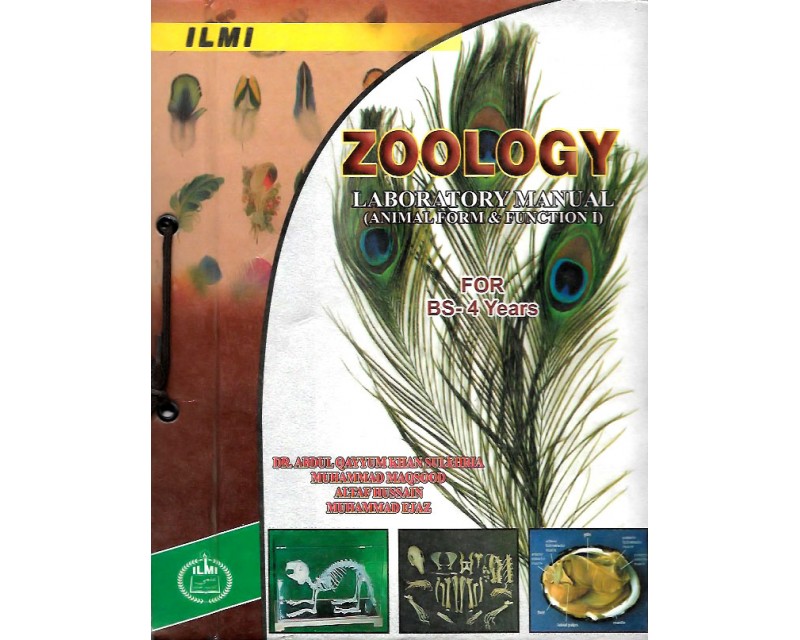 ILMI
ZOOLOGY
LABORATORY MANUAL
(ANIMAL FORM & FUNCTION I)
FOR
BS- 4 Years
DR. ABDUL QAYYUM KHAN SULEHRIA
MUHAMMAD MAQSOOD
ALTAF HUSSAIN
MUHAMMAD EJAZ
ILMI